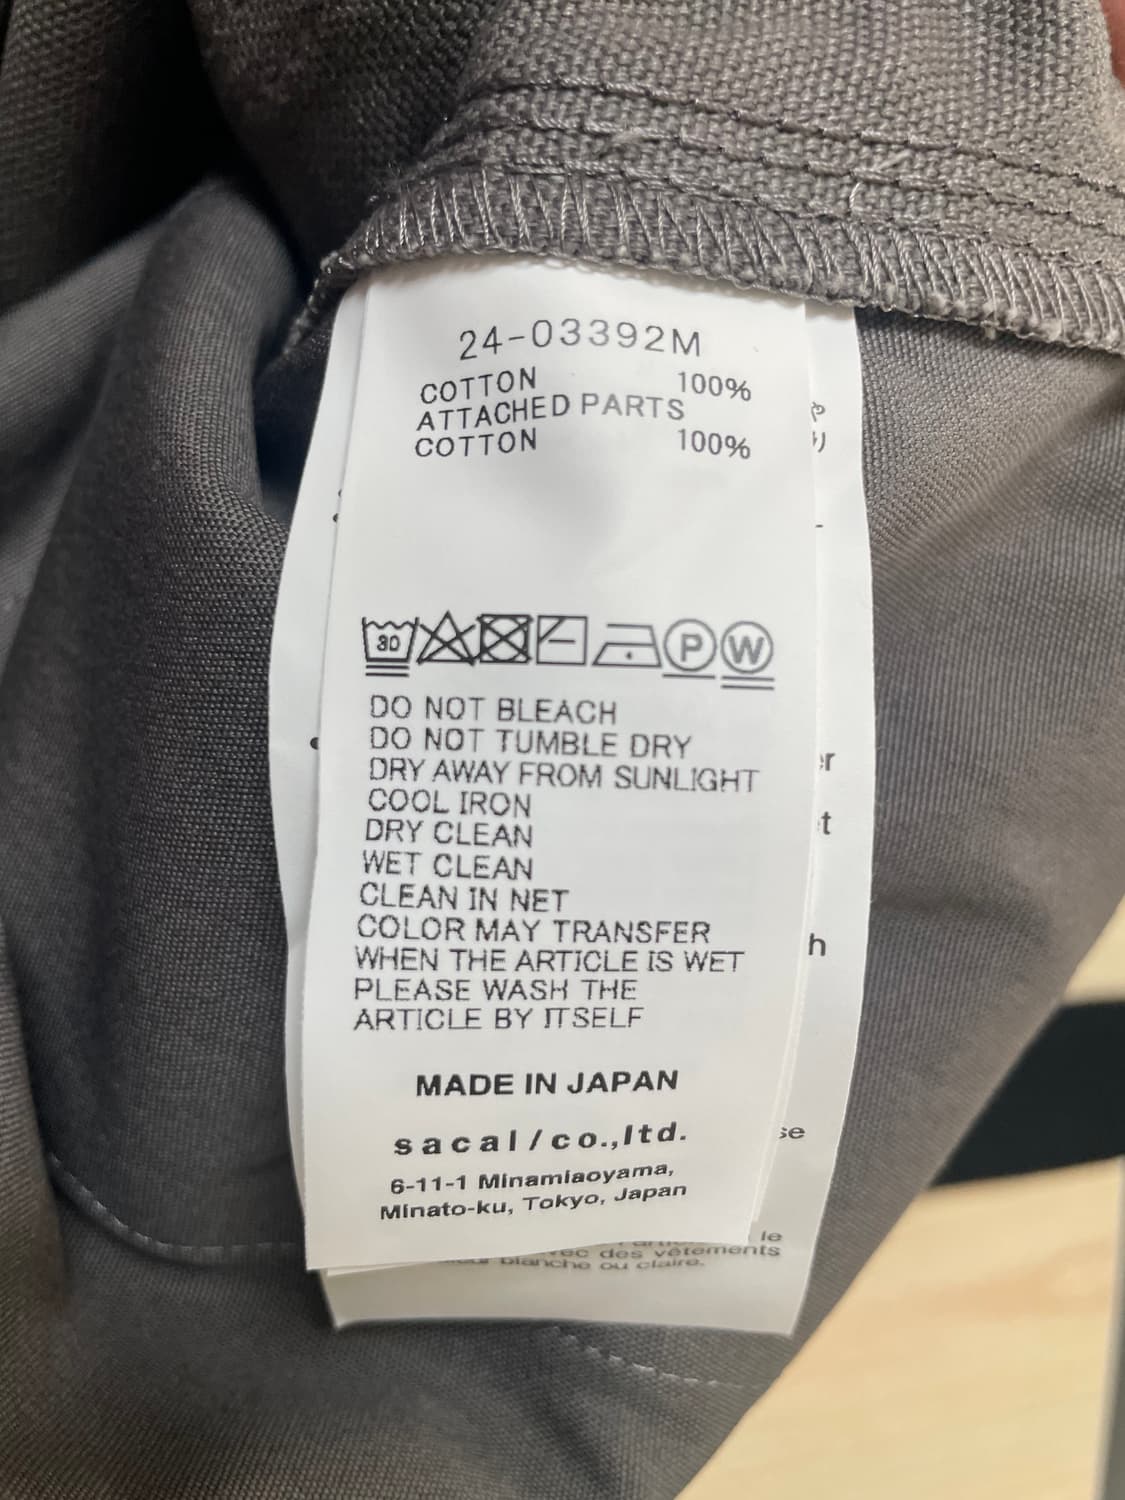 24-03392M
COTTON 100%
ATTACHED PARTS
COTTON 100%
30
P W
DO NOT BLEACH
DO NOT TUMBLE DRY
DRY AWAY FROM SUNLIGHT
COOL IRON
DRY CLEAN
WET CLEAN
CLEAN IN NET
COLOR MAY TRANSFER
WHEN THE ARTICLE IS WET
PLEASE WASH THE
ARTICLE BY ITSELF
MADE IN JAPAN
sacal/co.,ltd.
6-11-1 Minamiaoyama,
Minato-ku, Tokyo, Japan
le
des vêtements
blanche ou claire.